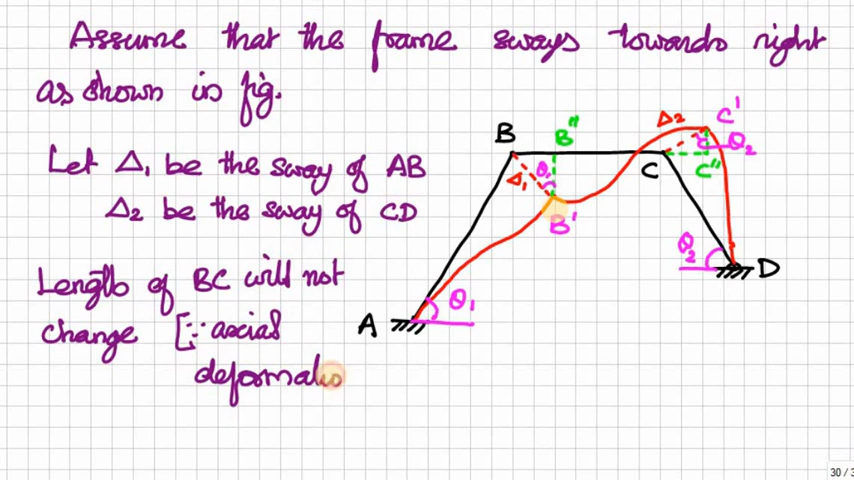 Assume that the frame sways towards right
as shown in fig.
Let Δ₁ be the sway of AB
Δ₂ be the sway of CD
Length of BC will not
change [∵ axial
deformatio
B
B"
Δ₂
C'
θ₂
C"
C
θ₁
Δ₁
B'
θ₂
D
θ₁
A
30 / 3